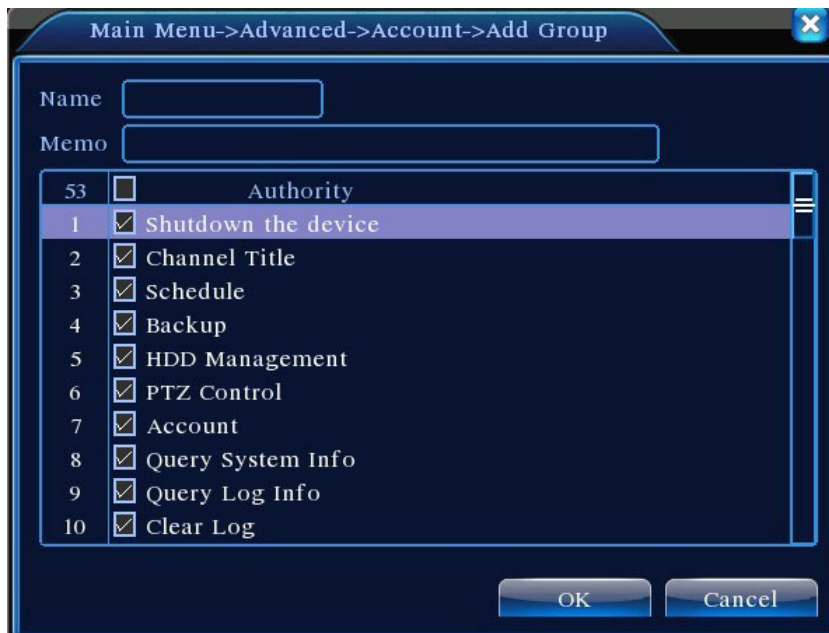 Main Menu->Advanced->Account->Add Group
Name
Memo
53 Authority
1 Shutdown the device
2 Channel Title
3 Schedule
4 Backup
5 HDD Management
6 PTZ Control
7 Account
8 Query System Info
9 Query Log Info
10 Clear Log
OK Cancel